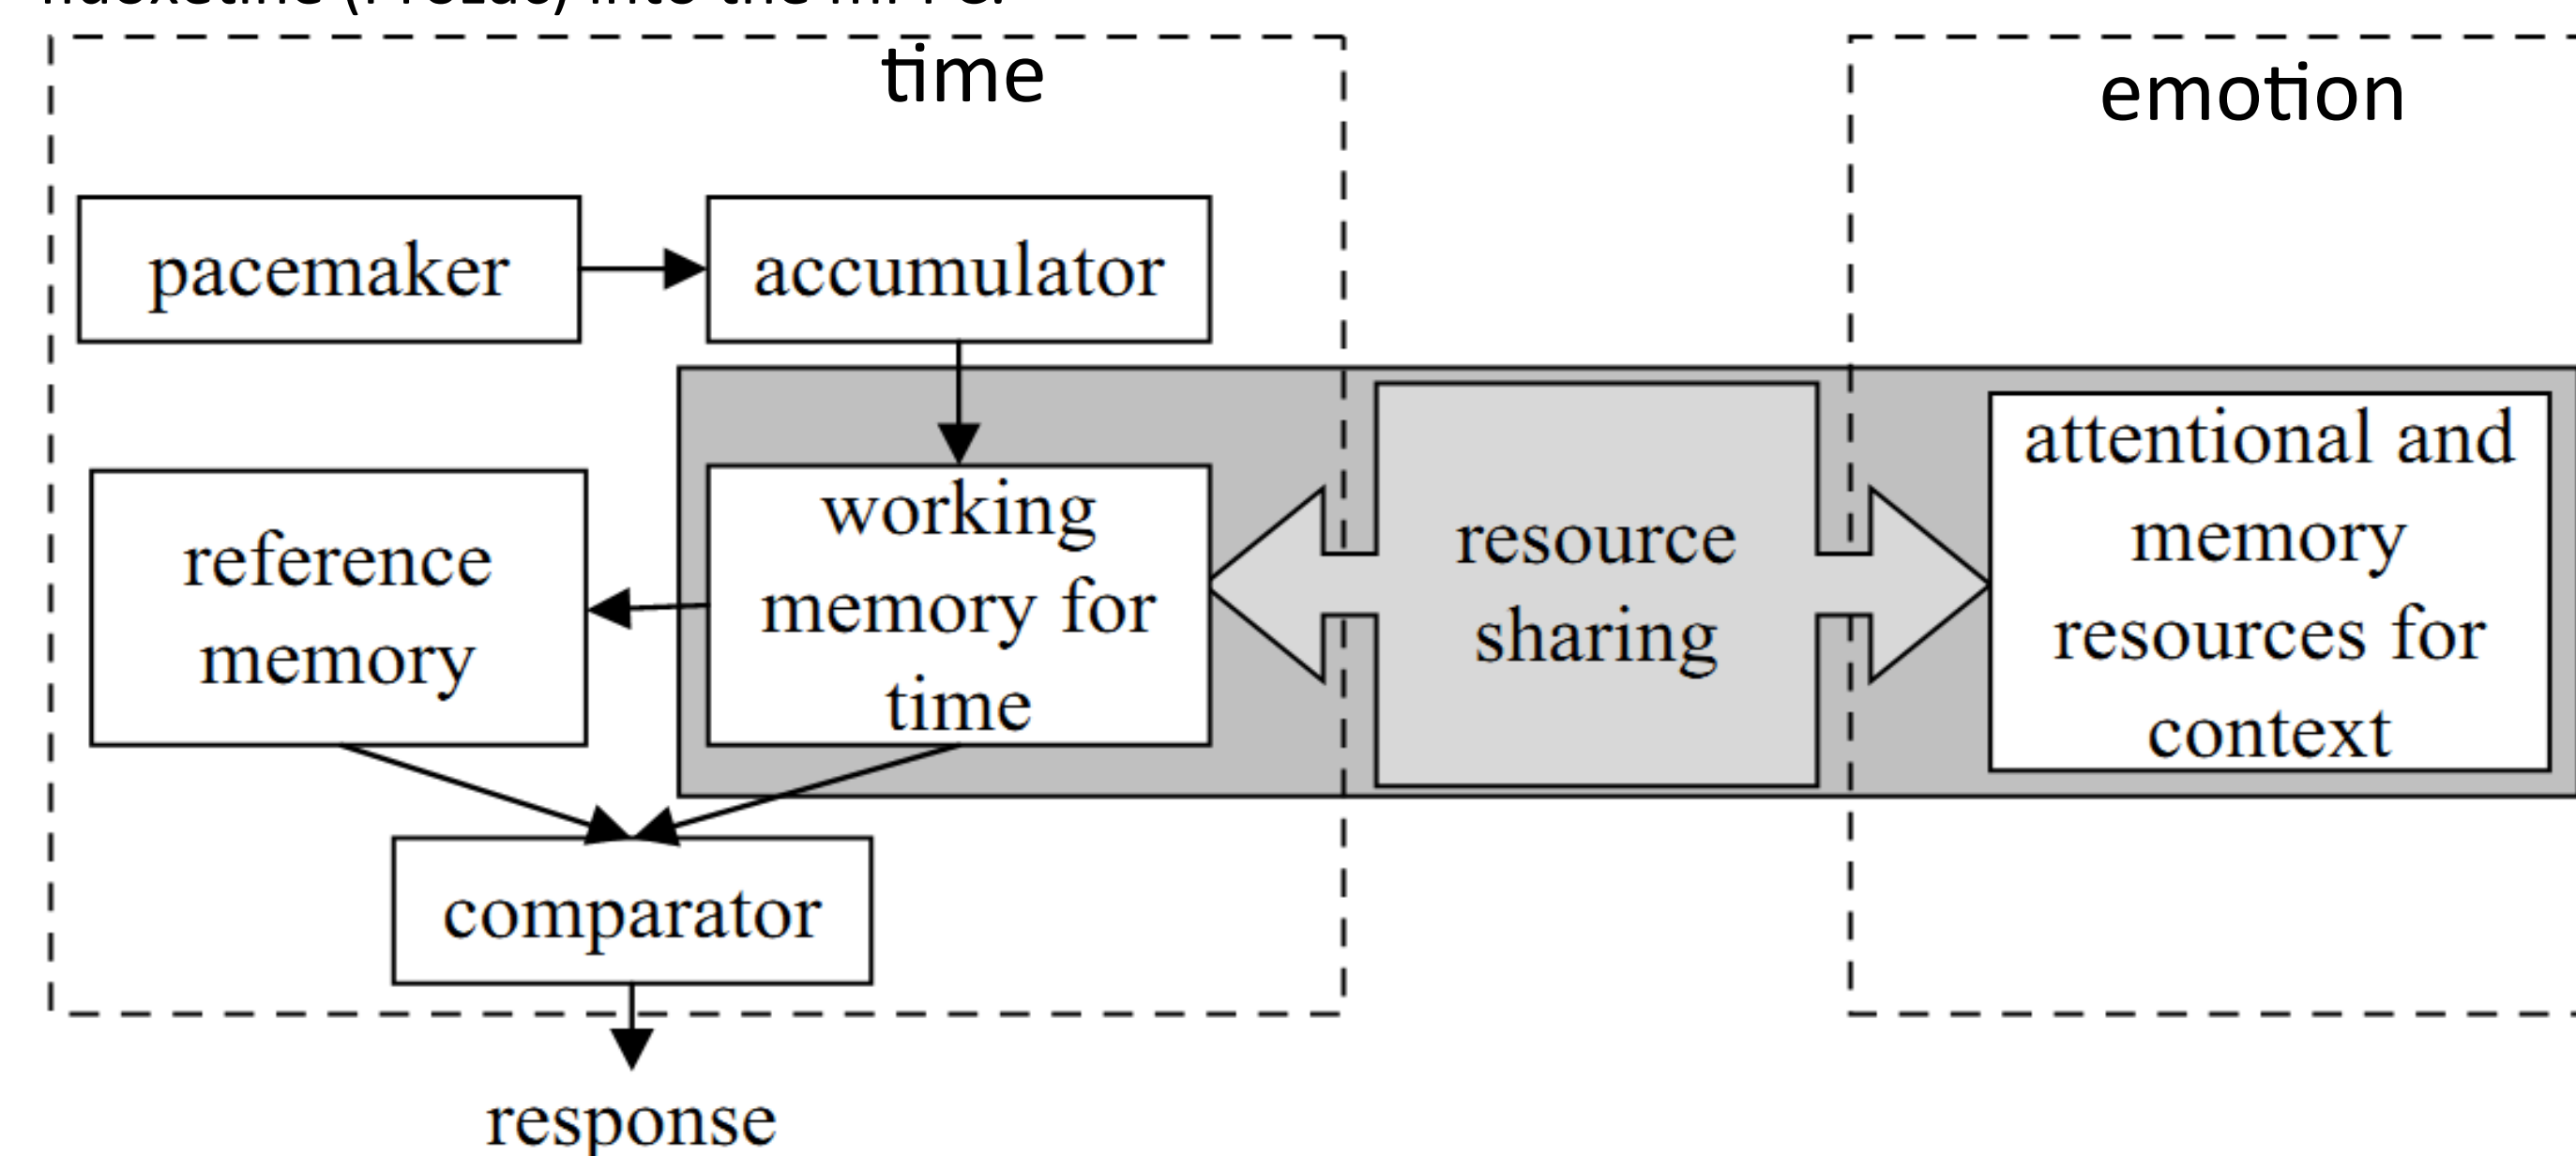 time
emotion
pacemaker
accumulator
reference
memory
working
memory for
time
resource
sharing
attentional and
memory
resources for
context
comparator
response